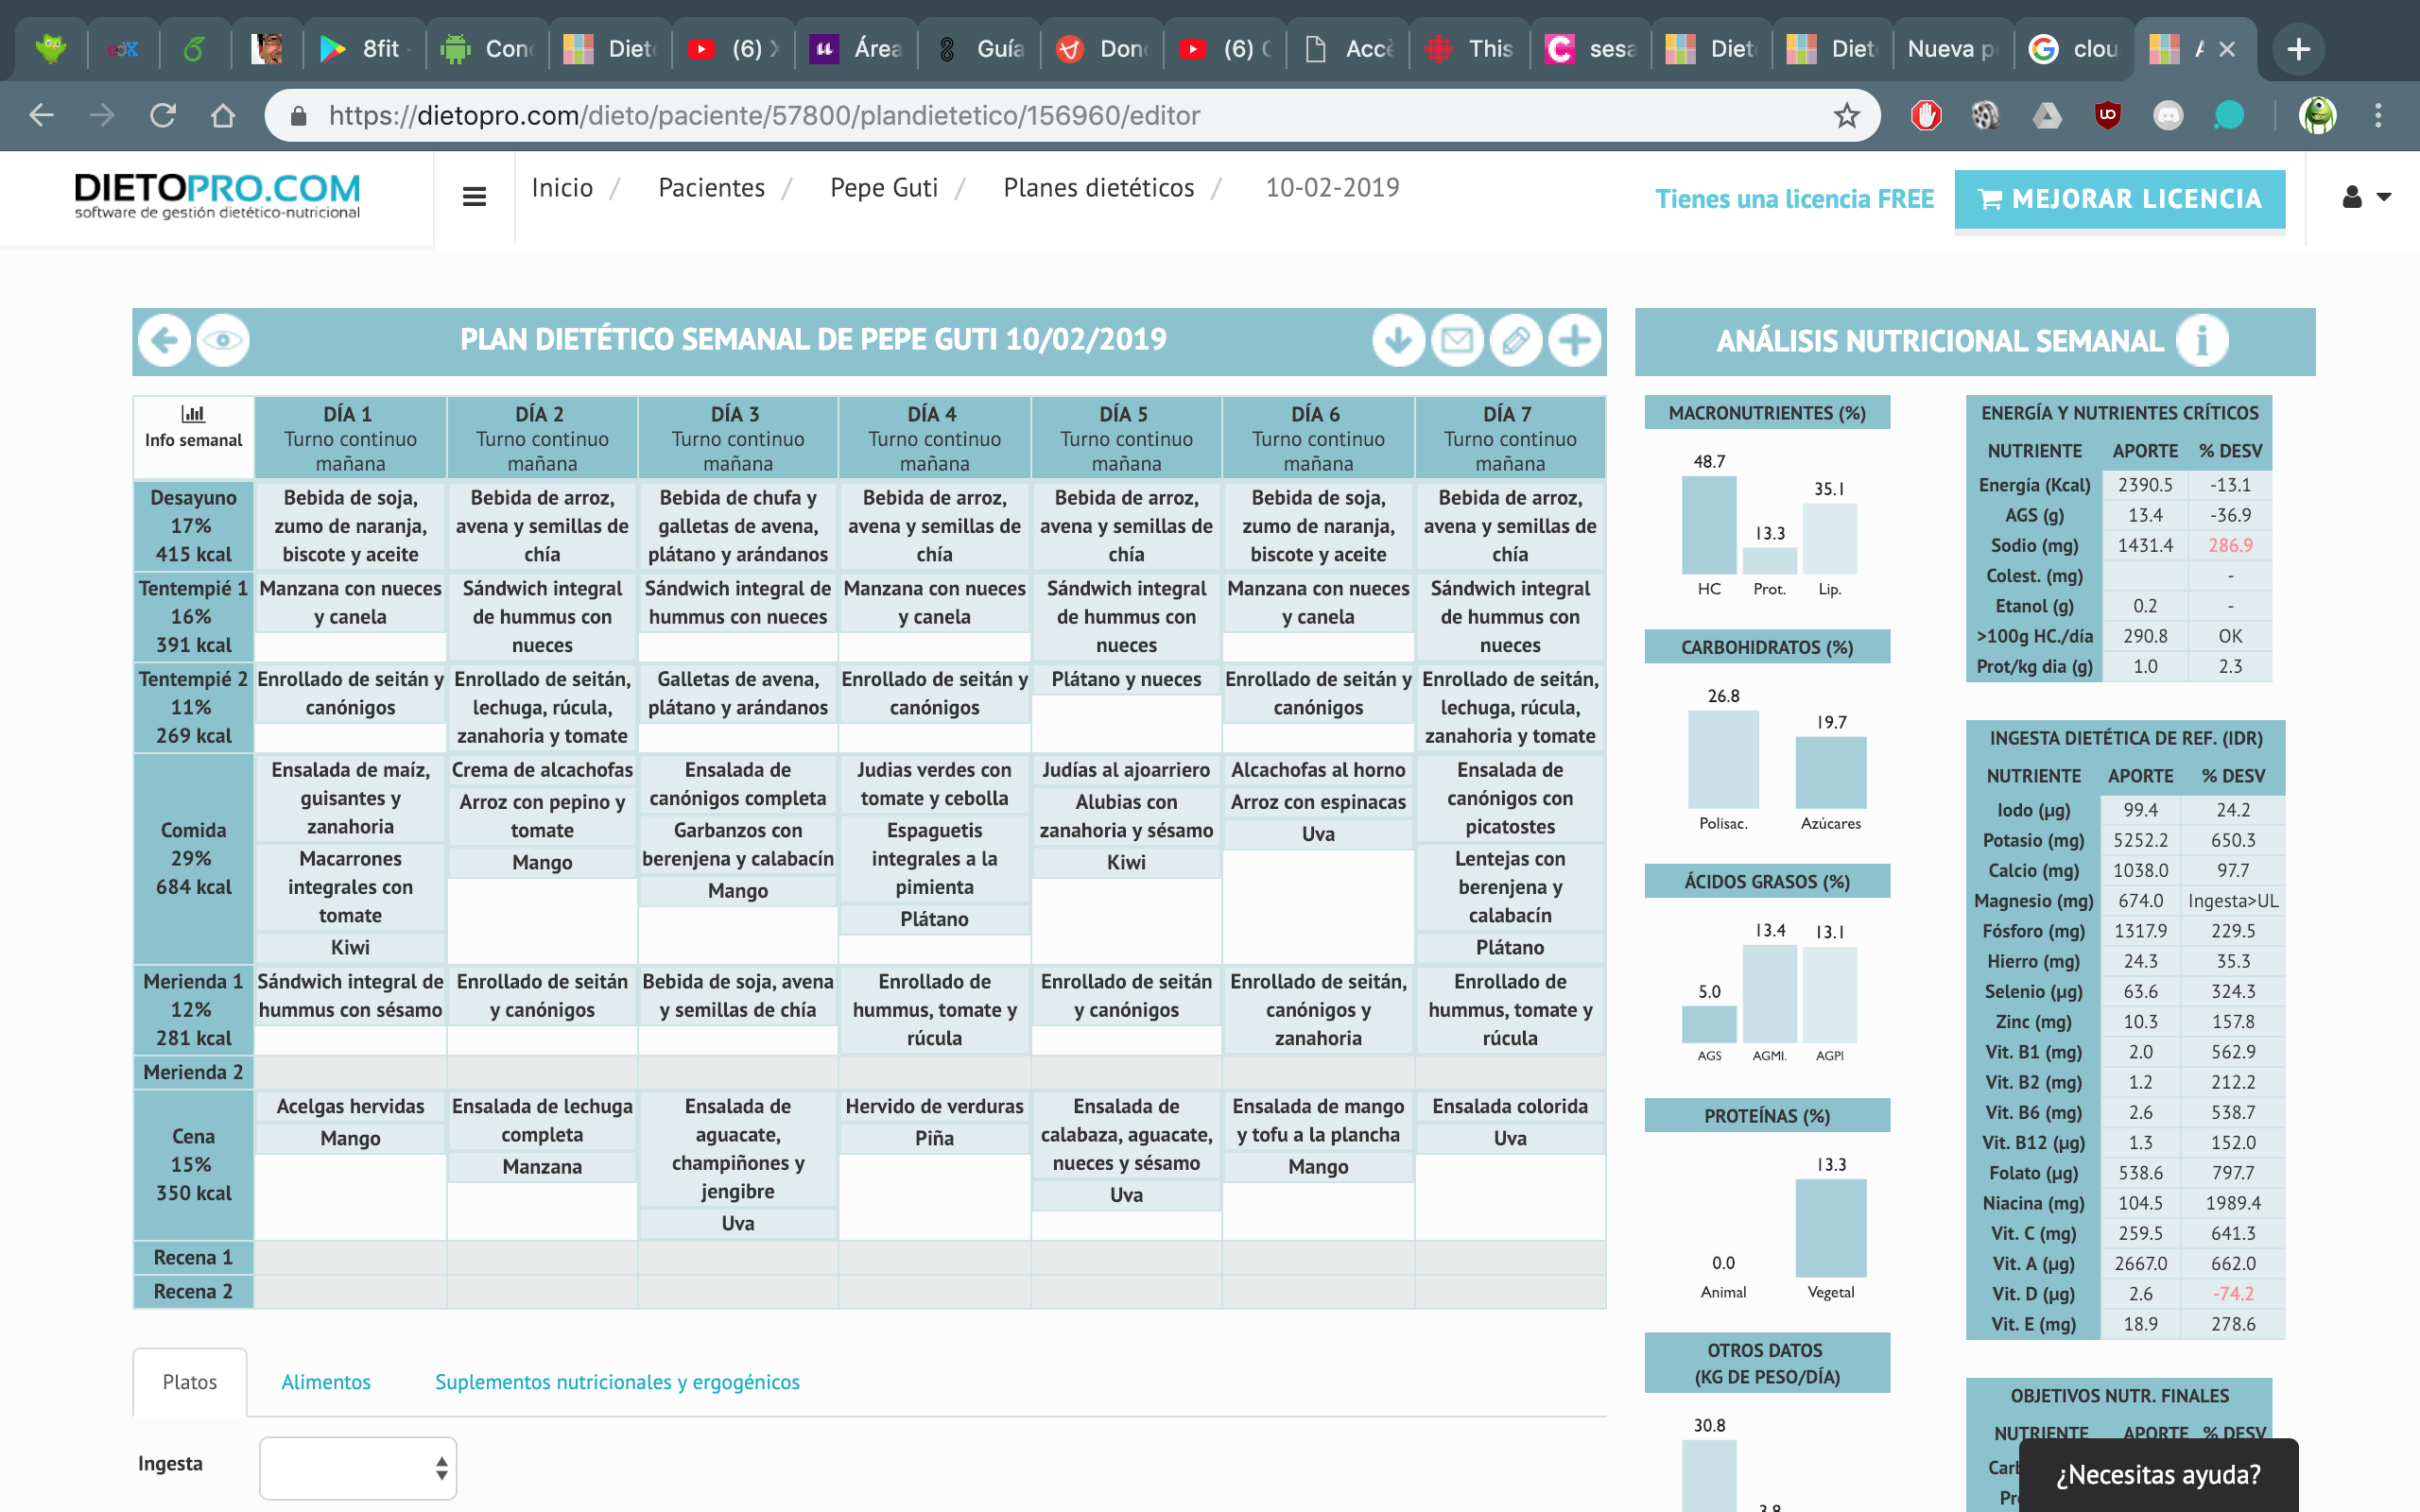 8fit
Con
Diet
(6)
Área
Guía
Don
(6)
Accè
This
sesa
Diet
Diet
Nueva p
clou
https://dietopro.com/dieto/paciente/57800/plandietetico/156960/editor
DIETOPRO.COM
software de gestión dietético-nutricional
Inicio / Pacientes / Pepe Guti / Planes dietéticos / 10-02-2019
Tienes una licencia FREE
MEJORAR LICENCIA
PLAN DIETÉTICO SEMANAL DE PEPE GUTI 10/02/2019
Info semanal
DÍA 1
Turno continuo
mañana
DÍA 2
Turno continuo
mañana
DÍA 3
Turno continuo
mañana
DÍA 4
Turno continuo
mañana
DÍA 5
Turno continuo
mañana
DÍA 6
Turno continuo
mañana
DÍA 7
Turno continuo
mañana
Desayuno
17%
415 kcal
Bebida de soja,
zumo de naranja,
biscote y aceite
Bebida de arroz,
avena y semillas de
chía
Bebida de chufa y
galletas de avena,
plátano y arándanos
Bebida de arroz,
avena y semillas de
chía
Bebida de arroz,
avena y semillas de
chía
Bebida de soja,
zumo de naranja,
biscote y aceite
Bebida de arroz,
avena y semillas de
chía
Tentempié 1
16%
391 kcal
Manzana con nueces
y canela
Sándwich integral
de hummus con
nueces
Sándwich integral de
hummus con nueces
Manzana con nueces
y canela
Sándwich integral
de hummus con
nueces
Manzana con nueces
y canela
Sándwich integral
de hummus con
nueces
Tentempié 2
11%
269 kcal
Enrollado de seitán y
canónigos
Enrollado de seitán,
lechuga, rúcula,
zanahoria y tomate
Galletas de avena,
plátano y arándanos
Enrollado de seitán y
canónigos
Plátano y nueces
Enrollado de seitán y
canónigos
Enrollado de seitán,
lechuga, rúcula,
zanahoria y tomate
Comida
29%
684 kcal
Ensalada de maíz,
guisantes y
zanahoria
Macarrones
integrales con
tomate
Kiwi
Crema de alcachofas
Arroz con pepino y
tomate
Mango
Ensalada de
canónigos completa
Garbanzos con
berenjena y calabacín
Mango
Judias verdes con
tomate y cebolla
Espaguetis
integrales a la
pimienta
Plátano
Judías al ajoarriero
Alubias con
zanahoria y sésamo
Kiwi
Alcachofas al horno
Arroz con espinacas
Uva
Ensalada de
canónigos con
picatostes
Lentejas con
berenjena y
calabacín
Plátano
Merienda 1
12%
281 kcal
Sándwich integral de
hummus con sésamo
Enrollado de seitán
y canónigos
Bebida de soja, avena
y semillas de chía
Enrollado de
hummus, tomate y
rúcula
Enrollado de seitán
y canónigos
Enrollado de seitán,
canónigos y
zanahoria
Enrollado de
hummus, tomate y
rúcula
Merienda 2
Cena
15%
350 kcal
Acelgas hervidas
Mango
Ensalada de lechuga
completa
Manzana
Ensalada de
aguacate,
champiñones y
jengibre
Uva
Hervido de verduras
Piña
Ensalada de
calabaza, aguacate,
nueces y sésamo
Uva
Ensalada de mango
y tofu a la plancha
Mango
Ensalada colorida
Uva
Recena 1
Recena 2
Platos
Alimentos
Suplementos nutricionales y ergogénicos
Ingesta
ANÁLISIS NUTRICIONAL SEMANAL
MACRONUTRIENTES (%)
48.7
13.3
35.1
HC Prot. Lip.
CARBOHIDRATOS (%)
26.8
19.7
Polisac. Azúcares
ÁCIDOS GRASOS (%)
5.0
13.4
13.1
AGS AGMI. AGPI
PROTEÍNAS (%)
0.0
13.3
Animal Vegetal
OTROS DATOS
(KG DE PESO/DÍA)
30.8
3.8
ENERGÍA Y NUTRIENTES CRÍTICOS
NUTRIENTE APORTE % DESV
Energía (Kcal) 2390.5 -13.1
AGS (g) 13.4 -36.9
Sodio (mg) 1431.4 286.9
Colest. (mg) -
Etanol (g) 0.2 -
>100g HC./día 290.8 OK
Prot/kg dia (g) 1.0 2.3
INGESTA DIETÉTICA DE REF. (IDR)
NUTRIENTE APORTE % DESV
Iodo (µg) 99.4 24.2
Potasio (mg) 5252.2 650.3
Calcio (mg) 1038.0 97.7
Magnesio (mg) 674.0 Ingesta>UL
Fósforo (mg) 1317.9 229.5
Hierro (mg) 24.3 35.3
Selenio (µg) 63.6 324.3
Zinc (mg) 10.3 157.8
Vit. B1 (mg) 2.0 562.9
Vit. B2 (mg) 1.2 212.2
Vit. B6 (mg) 2.6 538.7
Vit. B12 (µg) 1.3 152.0
Folato (µg) 538.6 797.7
Niacina (mg) 104.5 1989.4
Vit. C (mg) 259.5 641.3
Vit. A (µg) 2667.0 662.0
Vit. D (µg) 2.6 -74.2
Vit. E (mg) 18.9 278.6
OBJETIVOS NUTR. FINALES
NUTRIENTE APORTE % DESV
¿Necesitas ayuda?